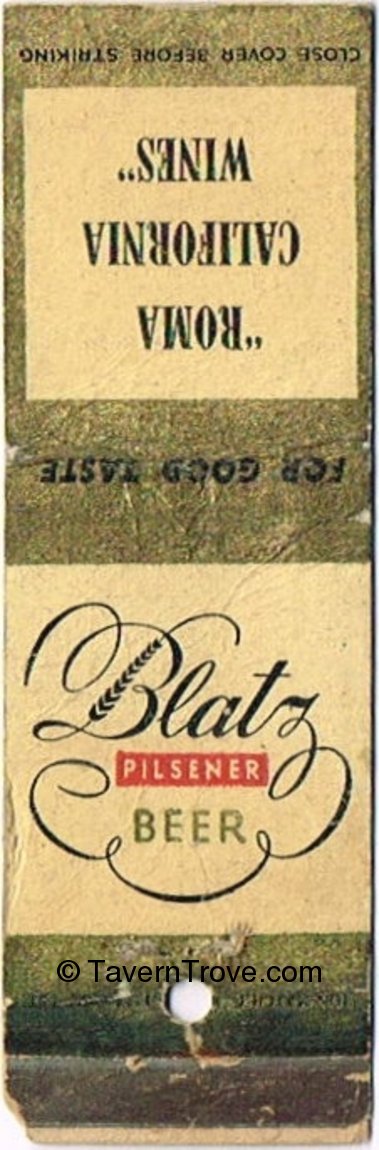 CLOSE COVER BEFORE STRIKING
"ROMA
CALIFORNIA
WINES"
FOR GOOD TASTE
Blatz
PILSENER
BEER
© TavernTrove.com